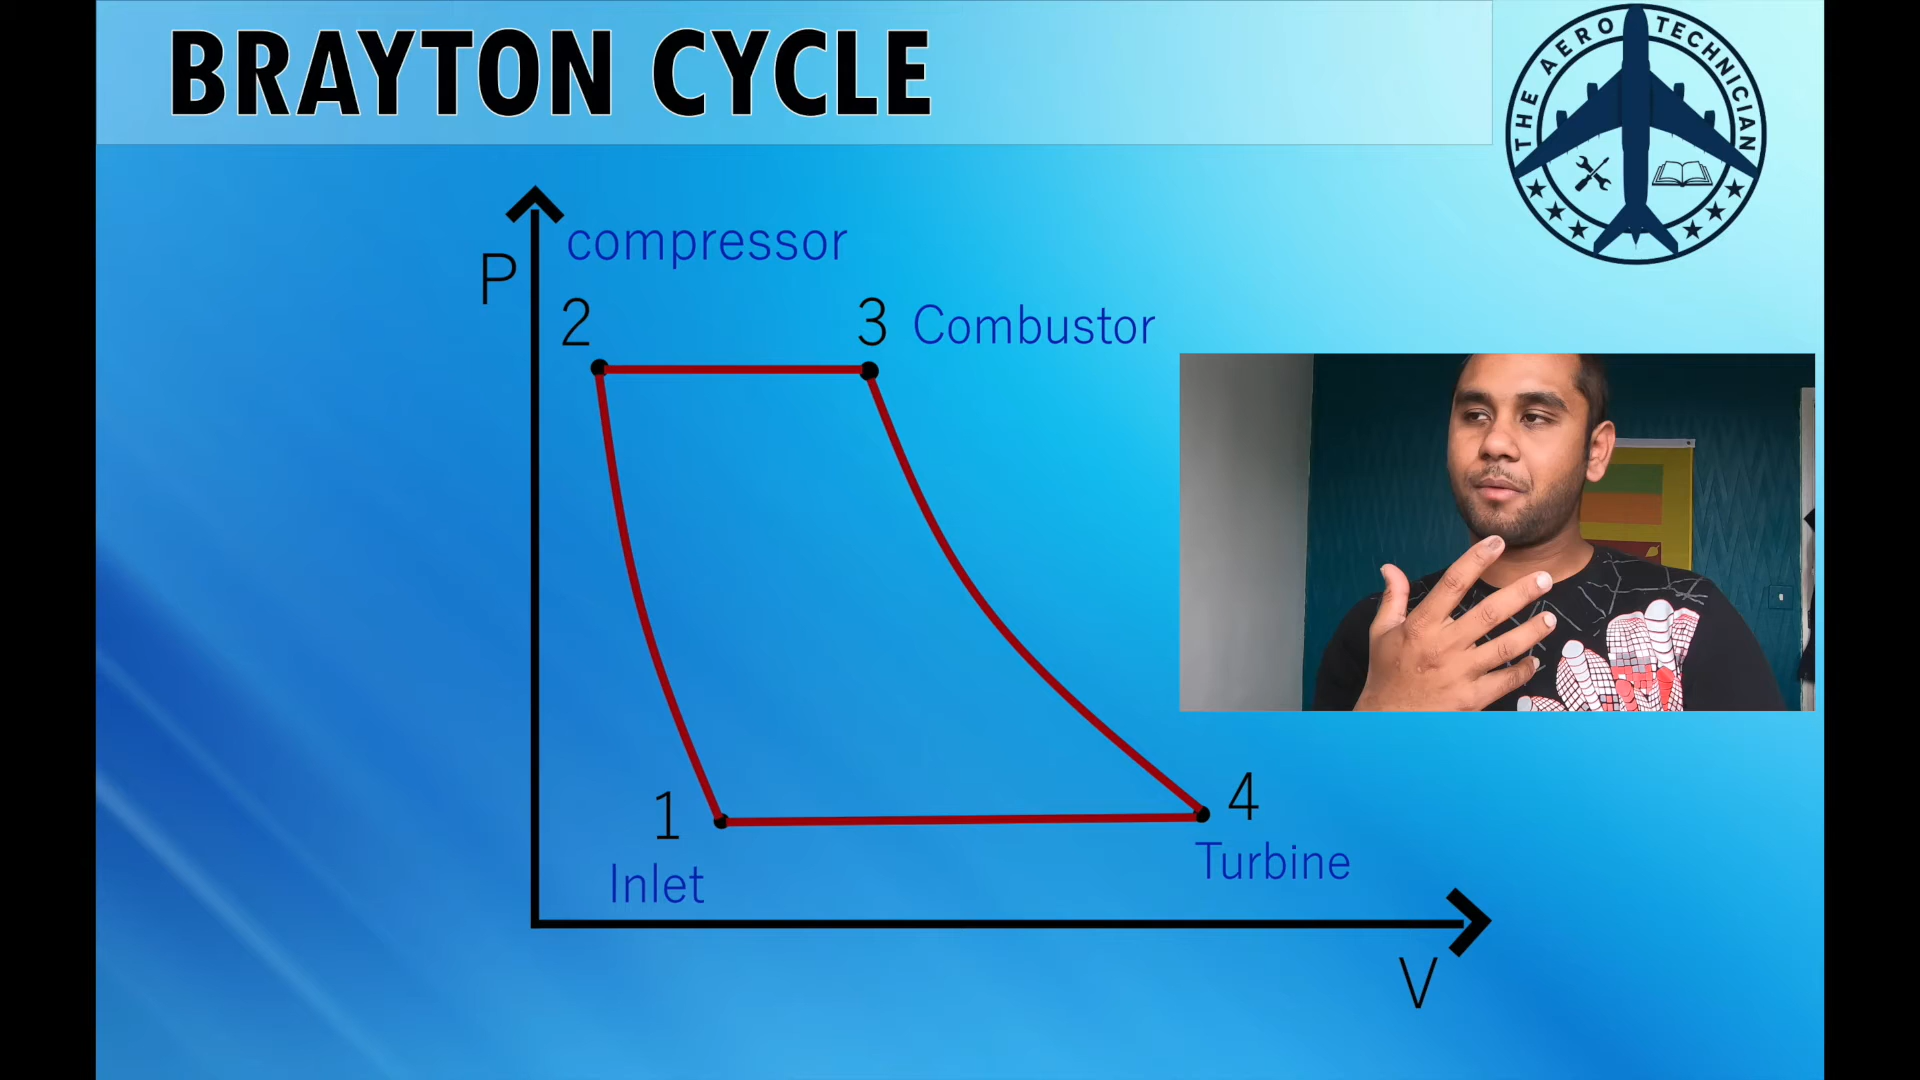 BRAYTON CYCLE
THE AERO TECHNICIAN
compressor
P
2
3 Combustor
1
4
Turbine
Inlet
V